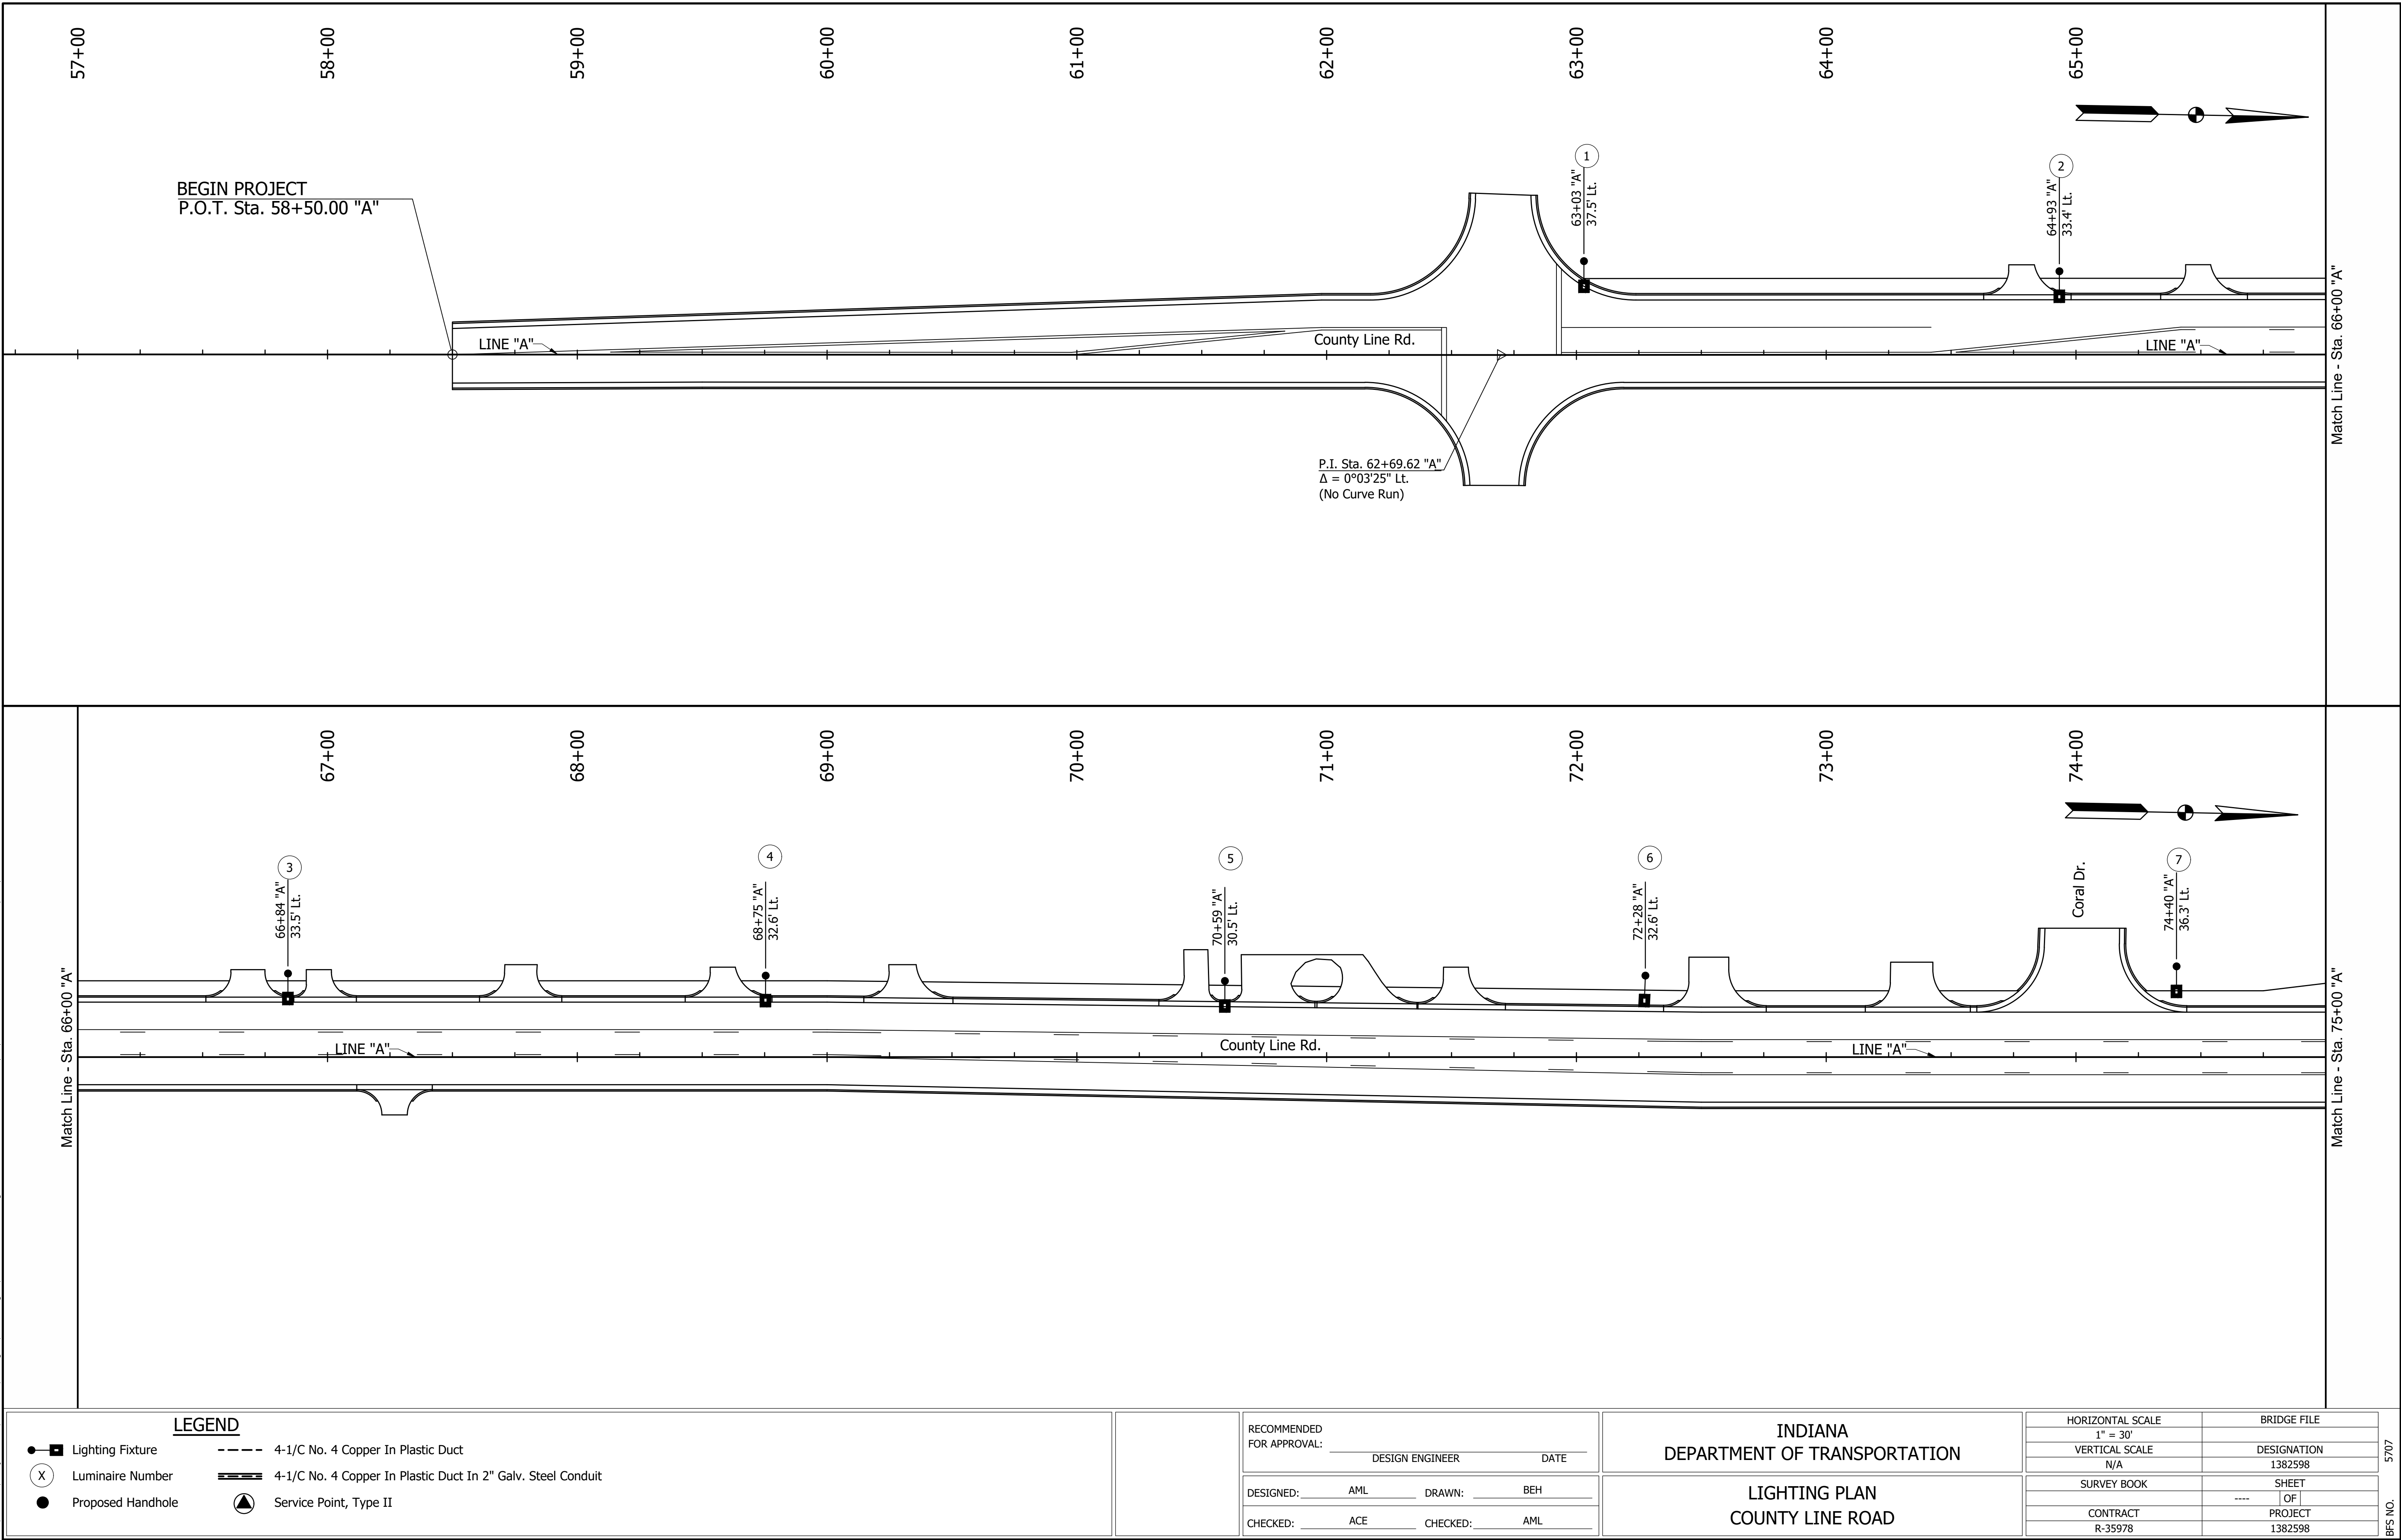 57+00
58+00
59+00
60+00
61+00
62+00
63+00
64+00
65+00
BEGIN PROJECT
P.O.T. Sta. 58+50.00 "A"
1
63+03 "A"
37.5' Lt.
2
64+93 "A"
33.4' Lt.
LINE "A"
County Line Rd.
LINE "A"
Match Line - Sta. 66+00 "A"
P.I. Sta. 62+69.62 "A"
Δ = 0°03'25" Lt.
(No Curve Run)
67+00
68+00
69+00
70+00
71+00
72+00
73+00
74+00
3
66+84 "A"
33.5' Lt.
4
68+75 "A"
32.6' Lt.
5
70+59 "A"
30.5' Lt.
6
72+28 "A"
32.6' Lt.
Coral Dr.
7
74+40 "A"
36.3' Lt.
Match Line - Sta. 66+00 "A"
LINE "A"
County Line Rd.
LINE "A"
Match Line - Sta. 75+00 "A"
LEGEND
Lighting Fixture
4-1/C No. 4 Copper In Plastic Duct
X
Luminaire Number
4-1/C No. 4 Copper In Plastic Duct In 2" Galv. Steel Conduit
Proposed Handhole
Service Point, Type II
RECOMMENDED
FOR APPROVAL:
DESIGN ENGINEER DATE
DESIGNED: AML DRAWN: BEH
CHECKED: ACE CHECKED: AML
INDIANA
DEPARTMENT OF TRANSPORTATION
LIGHTING PLAN
COUNTY LINE ROAD
HORIZONTAL SCALE BRIDGE FILE
1" = 30'
VERTICAL SCALE DESIGNATION
N/A 1382598
SURVEY BOOK SHEET
---- OF
CONTRACT PROJECT
R-35978 1382598
BFS NO. 5707